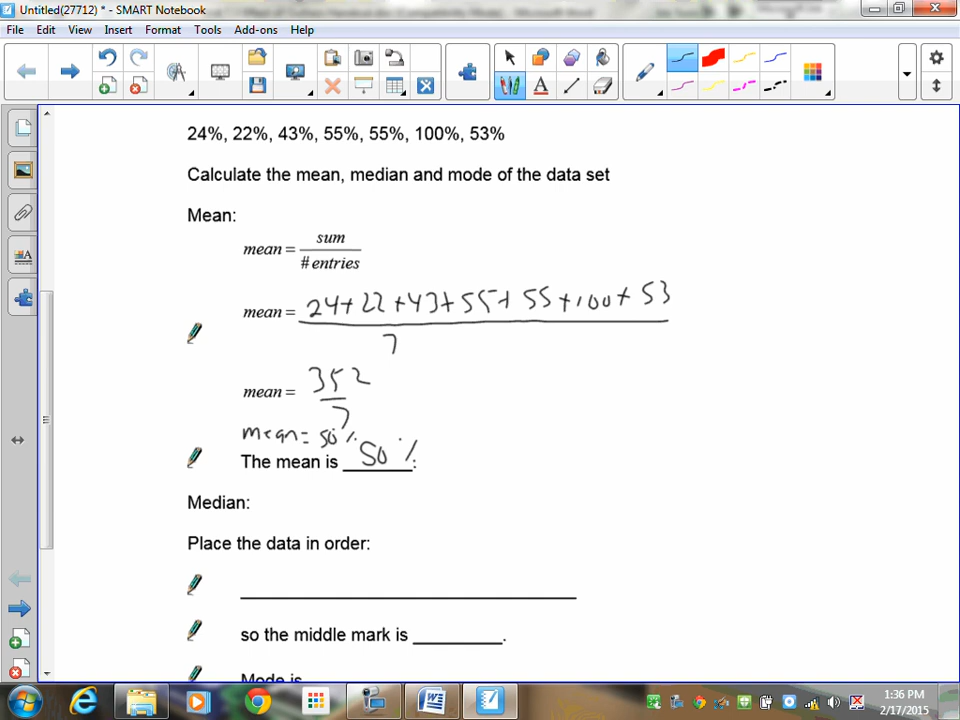 Untitled(27712) * - SMART Notebook
File Edit View Insert Format Tools Add-ons Help
24%, 22%, 43%, 55%, 55%, 100%, 53%
Calculate the mean, median and mode of the data set
Mean:
mean = sum / # entries
mean = 24+22+43+55+55+100+53 / 7
mean = 352 / 7
mean = 50%
The mean is 50%.
Median:
Place the data in order:
so the middle mark is ________.
Mode is
1:36 PM
2/17/2015